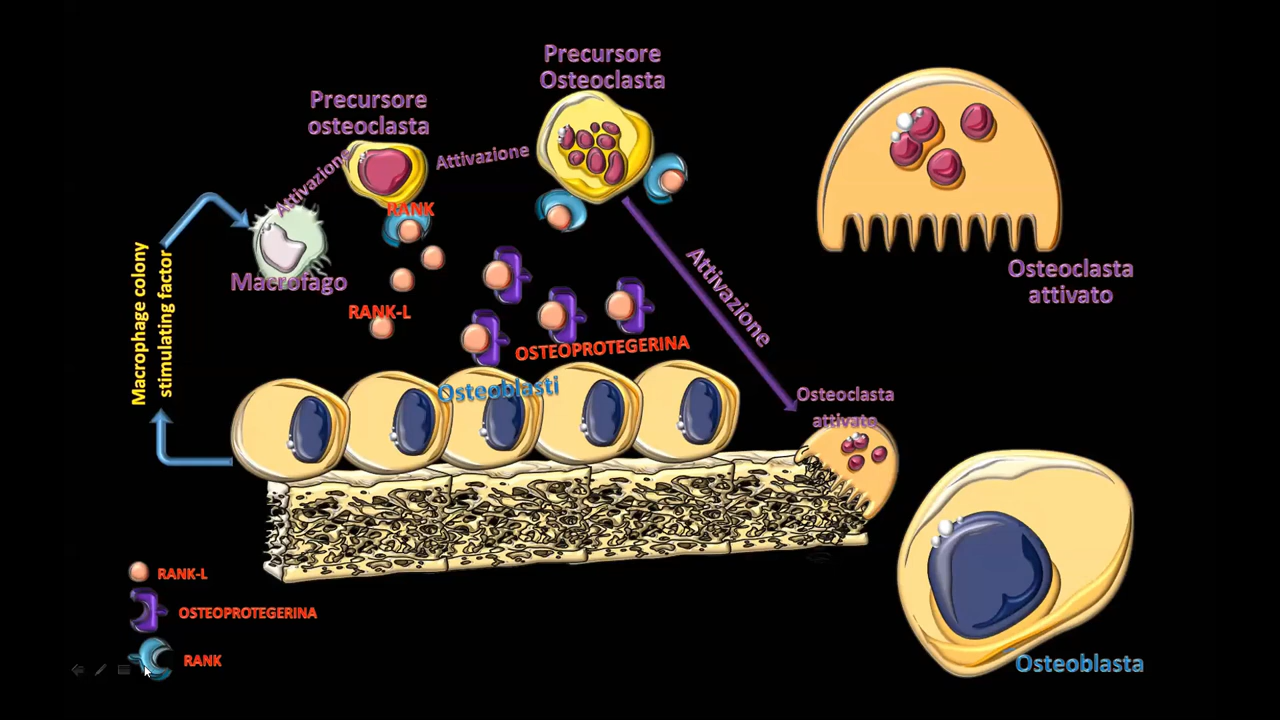 Precursore
Osteoclasta
Precursore
osteoclasta
Attivazione
Attivazione
RANK
Macrofago
Macrophage colony
stimulating factor
RANK-L
OSTEOPROTEGERINA
Attivazione
Osteoclasta
attivato
Osteoblasti
Osteoclasta
attivato
RANK-L
OSTEOPROTEGERINA
RANK
Osteoblasta